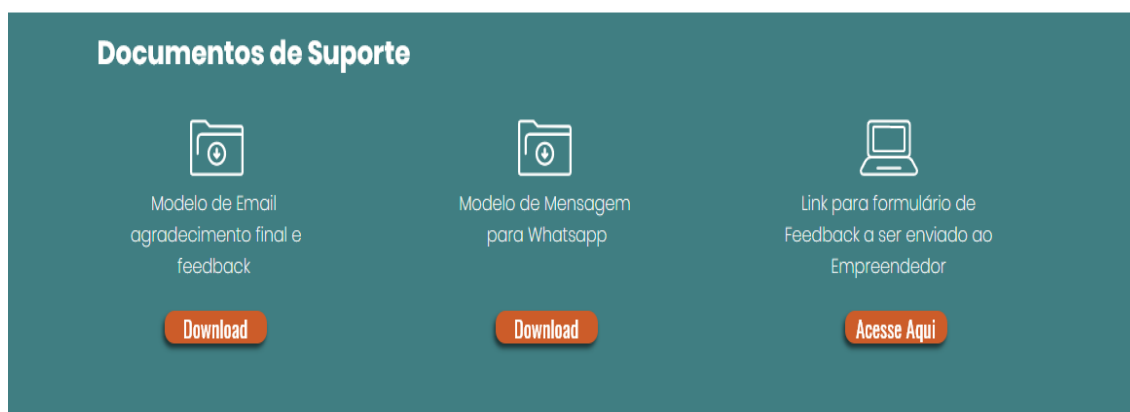 Documentos de Suporte
Modelo de Email
agradecimento final e
feedback
Download
Modelo de Mensagem
para Whatsapp
Download
Link para formulário de
Feedback a ser enviado ao
Empreendedor
Acesse Aqui